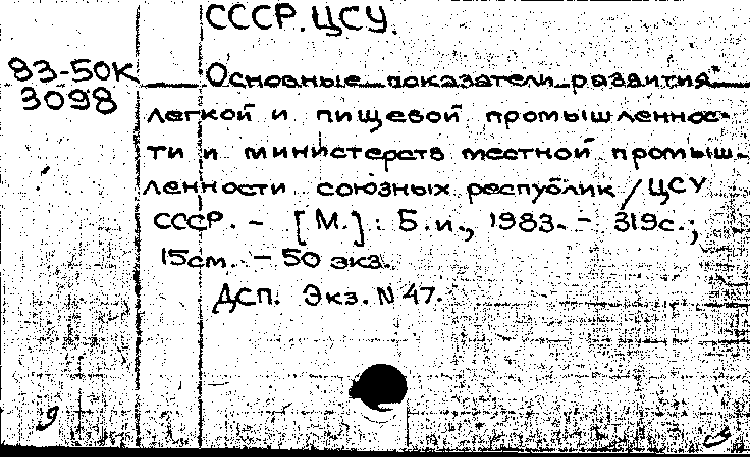 СССР. ЦСУ.
83-50К
3098
Основные показатели развития
легкой и пищевой промышленнос-
ти и министерств местной промыш-
ленности союзных республик / ЦСУ
СССР. - [М.]: Б.и., 1983. - 319с.;
15см. - 50 экз.
ДСП. Экз. N 47.